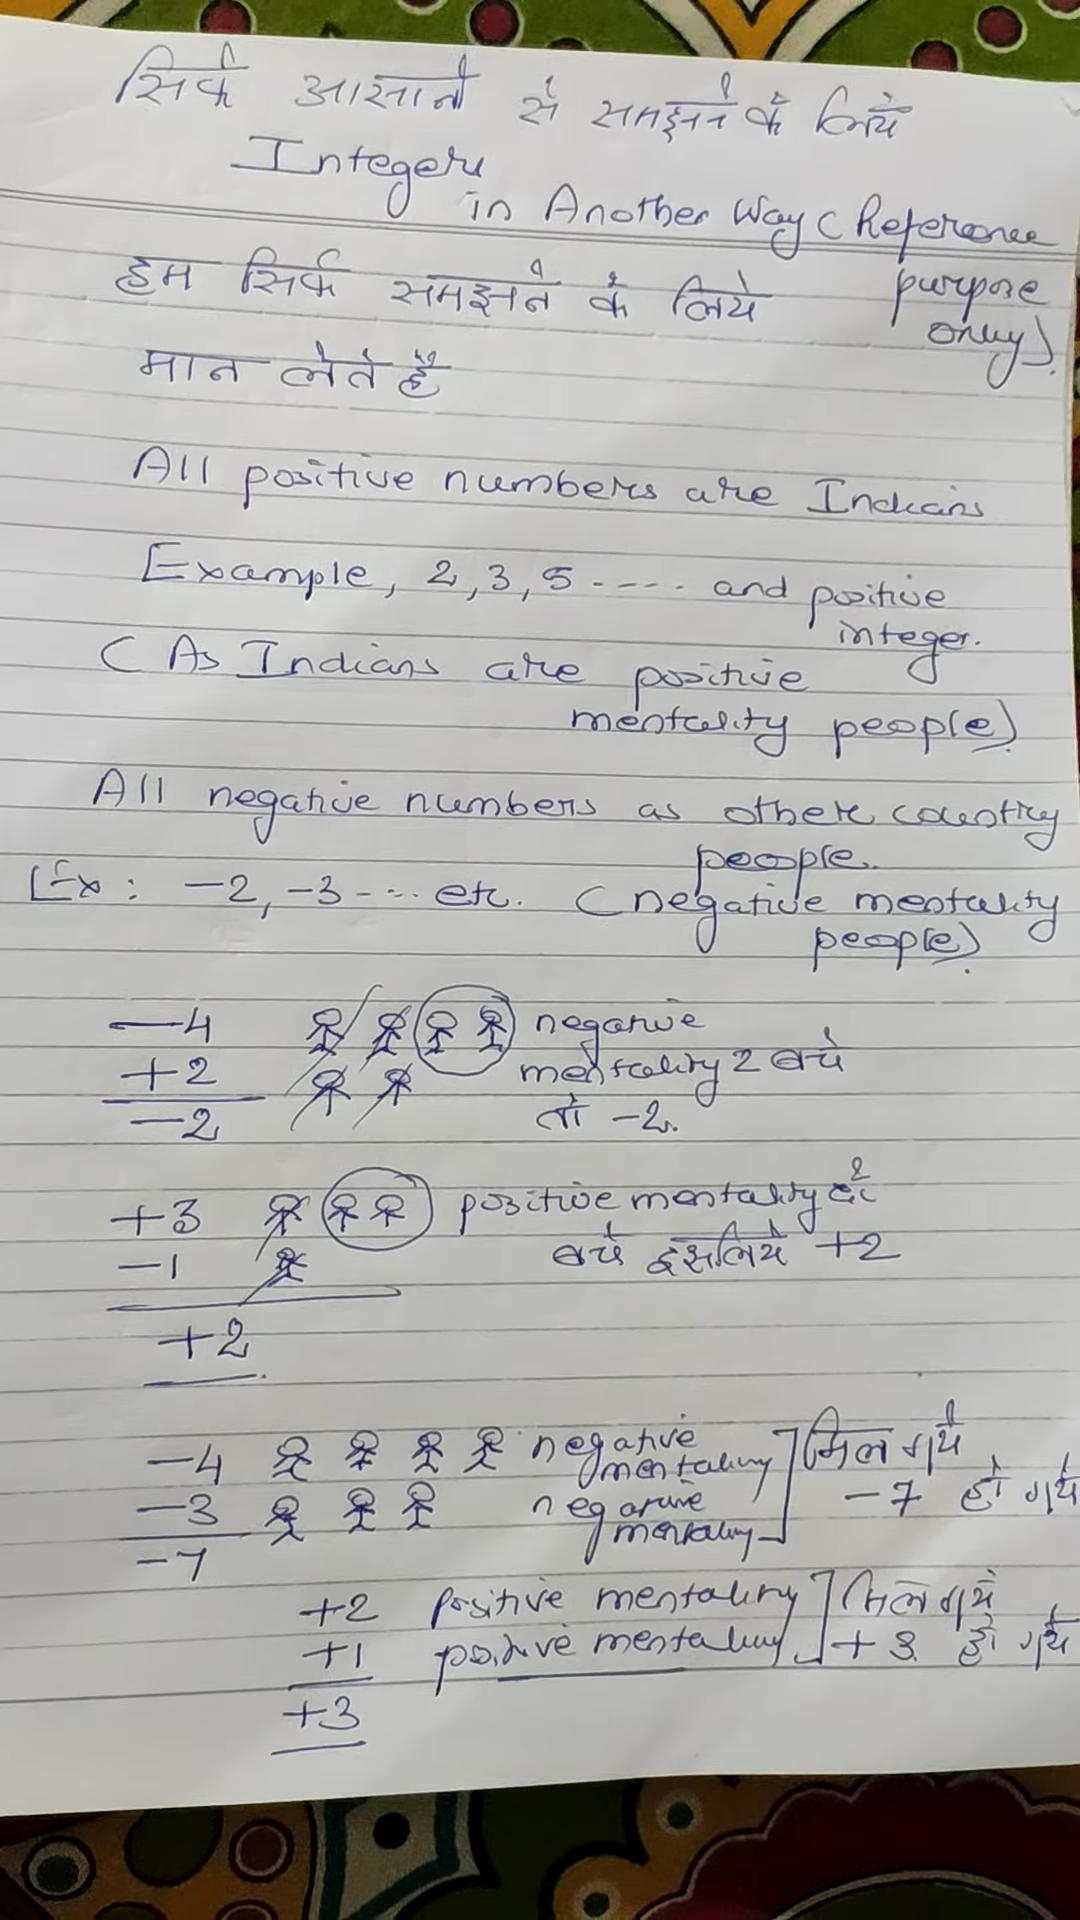 सिर्फ आसानी से समझने के लिये
Integers
in Another Way (Reference
purpose
only).
हम सिर्फ समझने के लिये
मान लेते है
All positive numbers are Indians
Example, 2, 3, 5 ----- and positive
integer.
(As Indians are positive
mentality people).
All negative numbers as other country
people.
Ex: -2, -3 --- etc. (negative mentality
people).
-4 negative
+2 mentality 2 बचे
-2 तो -2.
+3 positive mentality के 2
-1 बचे इसलिये +2
+2
-4 negative mentality मिल गये
-3 negative mentality -7 हो गये
-7
+2 positive mentality मिल गये
+1 positive mentality +3 हो गये
+3